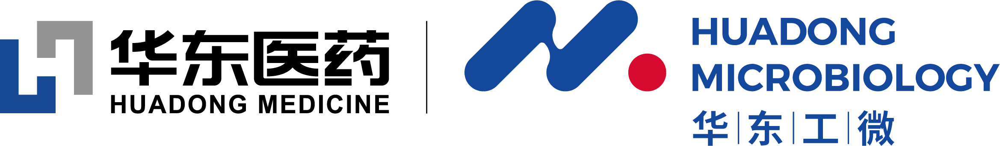 华东医药
HUADONG MEDICINE
HUADONG
MICROBIOLOGY
华|东|工|微